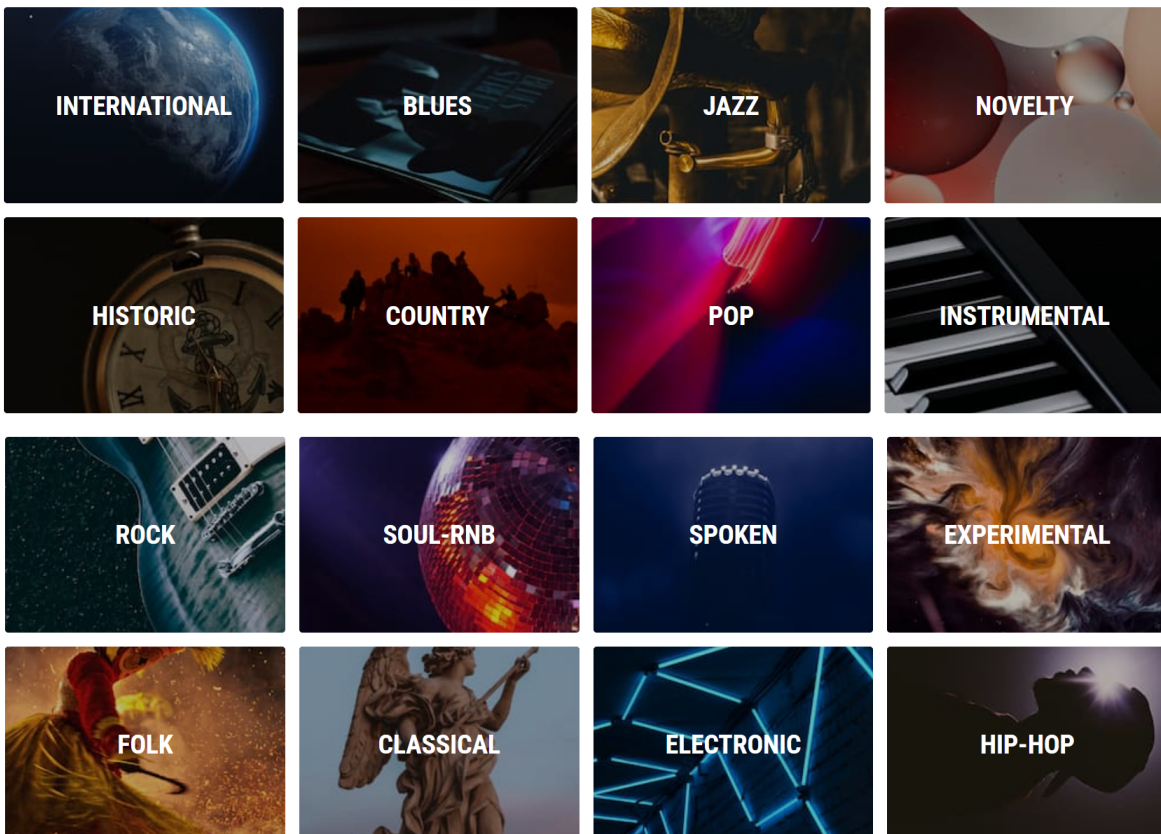 INTERNATIONAL
BLUES
JAZZ
NOVELTY
HISTORIC
COUNTRY
POP
INSTRUMENTAL
ROCK
SOUL-RNB
SPOKEN
EXPERIMENTAL
FOLK
CLASSICAL
ELECTRONIC
HIP-HOP